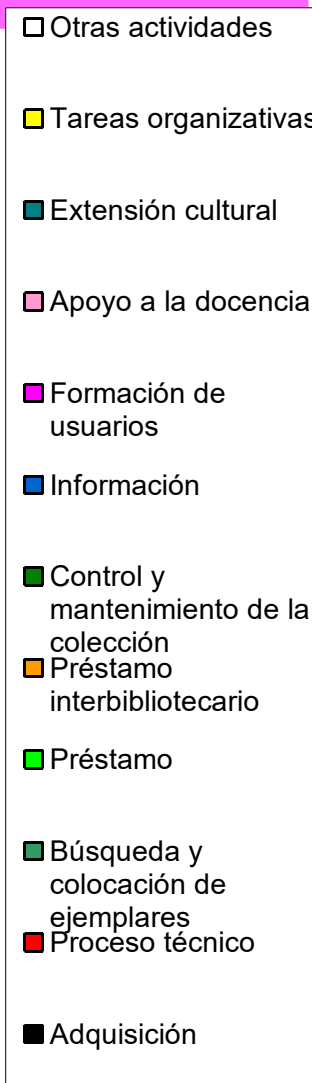 Otras actividades
Tareas organizativas
Extensión cultural
Apoyo a la docencia
Formación de
usuarios
Información
Control y
mantenimiento de la
colección
Préstamo
interbibliotecario
Préstamo
Búsqueda y
colocación de
ejemplares
Proceso técnico
Adquisición